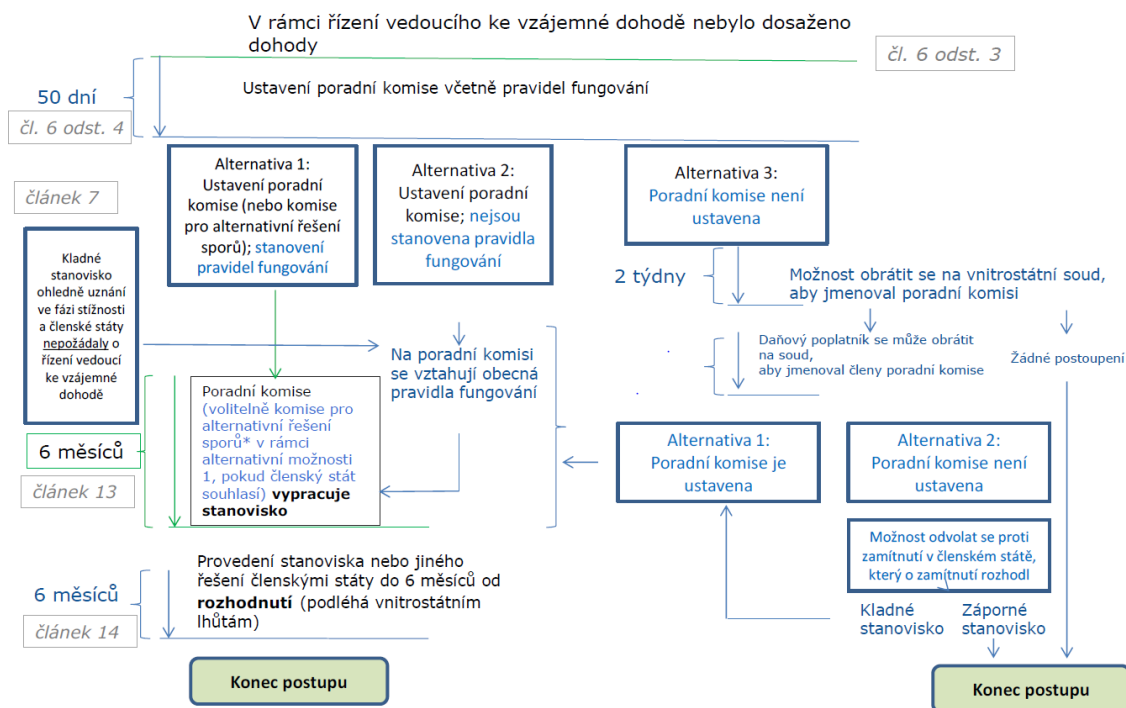 V rámci řízení vedoucího ke vzájemné dohodě nebylo dosaženo
dohody
čl. 6 odst. 3
50 dní
čl. 6 odst. 4
Ustavení poradní komise včetně pravidel fungování
článek 7
Kladné
stanovisko
ohledně uznání
ve fázi stížnosti
a členské státy
nepožádaly o
řízení vedoucí
ke vzájemné
dohodě
Alternativa 1:
Ustavení poradní
komise (nebo komise
pro alternativní řešení
sporů); stanovení
pravidel fungování
Alternativa 2:
Ustavení poradní
komise; nejsou
stanovena pravidla
fungování
Alternativa 3:
Poradní komise není
ustavena
2 týdny
Možnost obrátit se na vnitrostátní soud,
aby jmenoval poradní komisi
Daňový poplatník se může obrátit
na soud,
aby jmenoval členy poradní komise
Žádné postoupení
Na poradní komisi
se vztahují obecná
pravidla fungování
6 měsíců
článek 13
Poradní komise
(volitelně komise pro
alternativní řešení
sporů* v rámci
alternativní možnosti
1, pokud členský stát
souhlasí) vypracuje
stanovisko
Alternativa 1:
Poradní komise je
ustavena
Alternativa 2:
Poradní komise není
ustavena
Možnost odvolat se proti
zamítnutí v členském státě,
který o zamítnutí rozhodl
Kladné
stanovisko
Záporné
stanovisko
6 měsíců
článek 14
Provedení stanoviska nebo jiného
řešení členskými státy do 6 měsíců od
rozhodnutí (podléhá vnitrostátním
lhůtám)
Konec postupu
Konec postupu